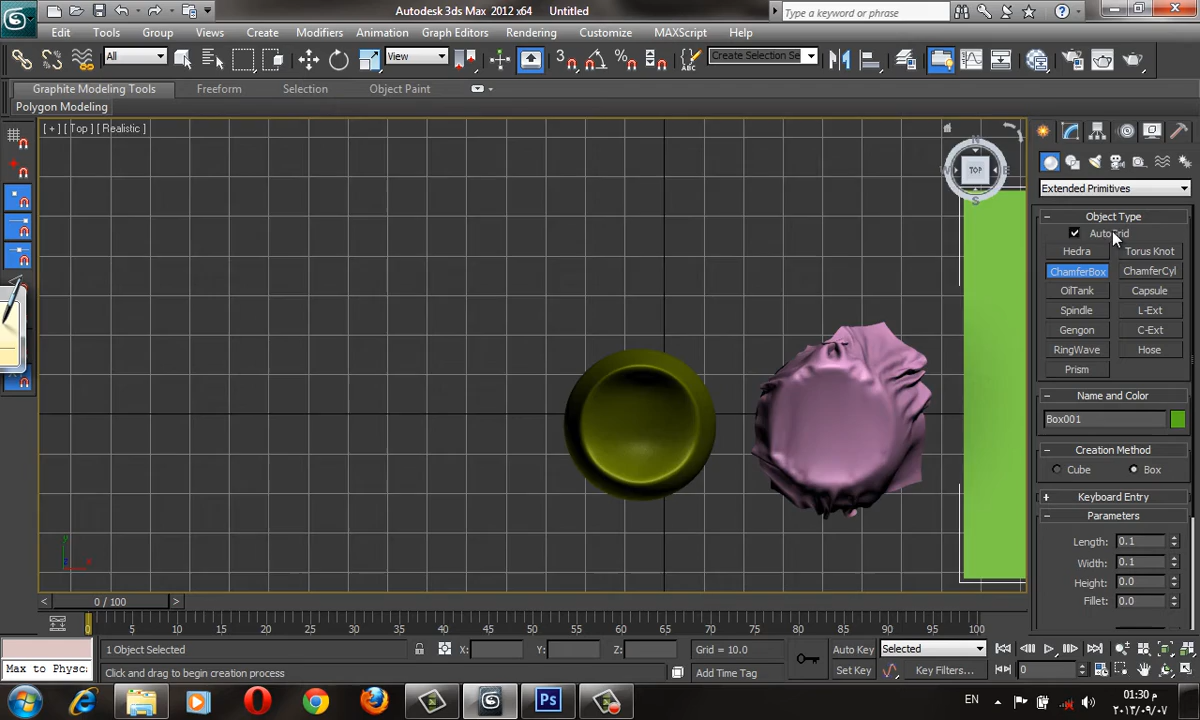 Autodesk 3ds Max 2012 x64 Untitled
Type a keyword or phrase
Edit Tools Group Views Create Modifiers Animation Graph Editors Rendering Customize MAXScript Help
All
View
Create Selection Se
Graphite Modeling Tools Freeform Selection Object Paint
Polygon Modeling
[ + ] [ Top ] [ Realistic ]
N
W TOP E
S
Extended Primitives
Object Type
Hedra Torus Knot
ChamferBox ChamferCyl
OilTank Capsule
Spindle L-Ext
Gengon C-Ext
RingWave Hose
Prism
Name and Color
Box001
Creation Method
Cube Box
Keyboard Entry
Parameters
Length: 0.1
Width: 0.1
Height: 0.0
Fillet: 0.0
y
x
0 / 100
0 5 10 15 20 25 30 35 40 45 50 55 60 65 70 75 80 85 90 95 100
1 Object Selected X: Y: Z: Grid = 10.0 Auto Key Selected
Max to Physc Click and drag to begin creation process Add Time Tag Set Key Key Filters... 0
Ps
EN
01:30 م
٢٠١٣/٠٩/٠٧